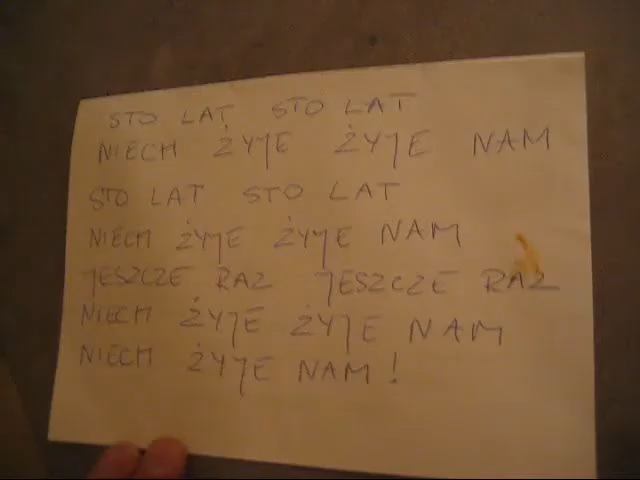 STO LAT STO LAT
NIECH ŻYJE ŻYJE NAM
STO LAT STO LAT
NIECH ŻYJE ŻYJE NAM
JESZCZE RAZ JESZCZE RAZ
NIECH ŻYJE ŻYJE NAM
NIECH ŻYJE NAM!